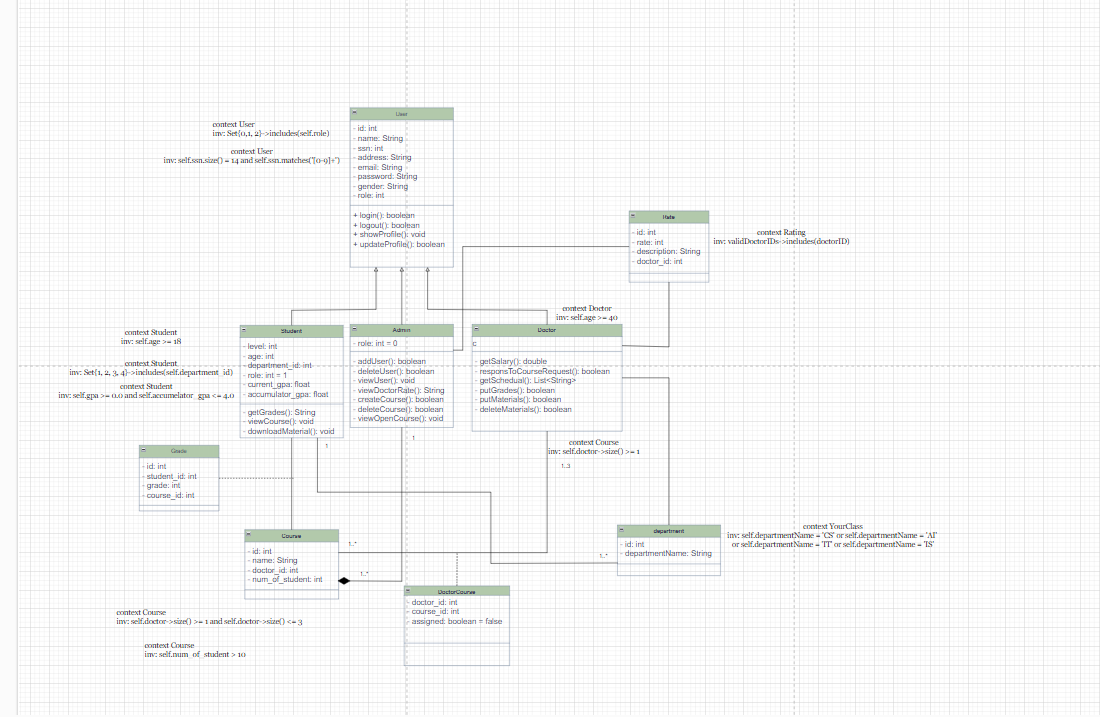 User
- id: int
- name: String
- ssn: int
- address: String
- email: String
- password: String
- gender: String
- role: int
+ login(): boolean
+ logout(): boolean
+ showProfile(): void
+ updateProfile(): boolean
context User
inv: Set{0,1, 2}->includes(self.role)
context User
inv: self.ssn.size() = 14 and self.ssn.matches('[0-9]+')
Rate
- id: int
- rate: int
- description: String
- doctor_id: int
context Rating
inv: validDoctorIDs->includes(doctorID)
context Doctor
inv: self.age >= 40
context Student
inv: self.age >= 18
context Student
inv: Set{1, 2, 3, 4}->includes(self.department_id)
context Student
inv: self.gpa >= 0.0 and self.accumelator_gpa <= 4.0
Student
- level: int
- age: int
- department_id: int
- role: int = 1
- current_gpa: float
- accumulator_gpa: float
- getGrades(): String
- viewCourse(): void
- downloadMaterial(): void
Admin
- role: int = 0
- addUser(): boolean
- deleteUser(): boolean
- viewUser(): void
- viewDoctorRate(): String
- createCourse(): boolean
- deleteCourse(): boolean
- viewOpenCourse(): void
Doctor
c
- getSalary(): double
- responsToCourseRequest(): boolean
- getSchedual(): List<String>
- putGrades(): boolean
- putMaterials(): boolean
- deleteMaterials(): boolean
1
1
context Course
inv: self.doctor->size() >= 1
1..3
Grade
- id: int
- student_id: int
- grade: int
- course_id: int
Course
- id: int
- name: String
- doctor_id: int
- num_of_student: int
1..*
1..*
1..*
department
- id: int
- departmentName: String
context YourClass
inv: self.departmentName = 'CS' or self.departmentName = 'AI'
or self.departmentName = 'IT' or self.departmentName = 'IS'
DoctorCourse
- doctor_id: int
- course_id: int
- assigned: boolean = false
context Course
inv: self.doctor->size() >= 1 and self.doctor->size() <= 3
context Course
inv: self.num_of_student > 10